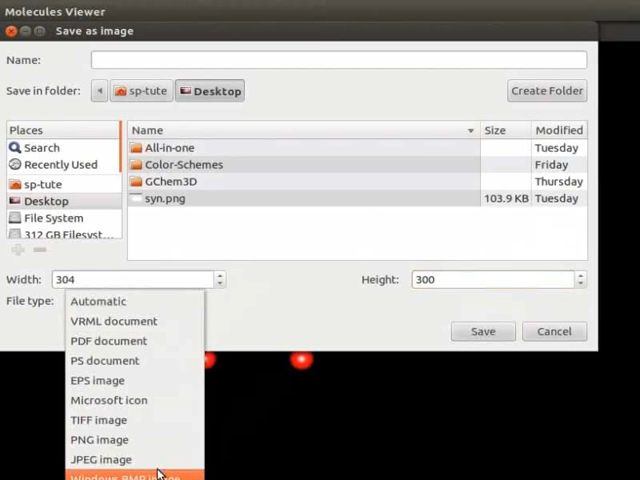 Molecules Viewer
Save as image
Name:
Save in folder: sp-tute Desktop Create Folder
Places Name Size Modified
Search All-in-one Tuesday
Recently Used Color-Schemes Friday
sp-tute GChem3D Thursday
Desktop syn.png 103.9 KB Tuesday
File System
312 GB Filesyst...
Width: 304 Height: 300
File type: Automatic
VRML document
PDF document
PS document
EPS image
Microsoft icon
TIFF image
PNG image
JPEG image
Windows BMP image
Save Cancel